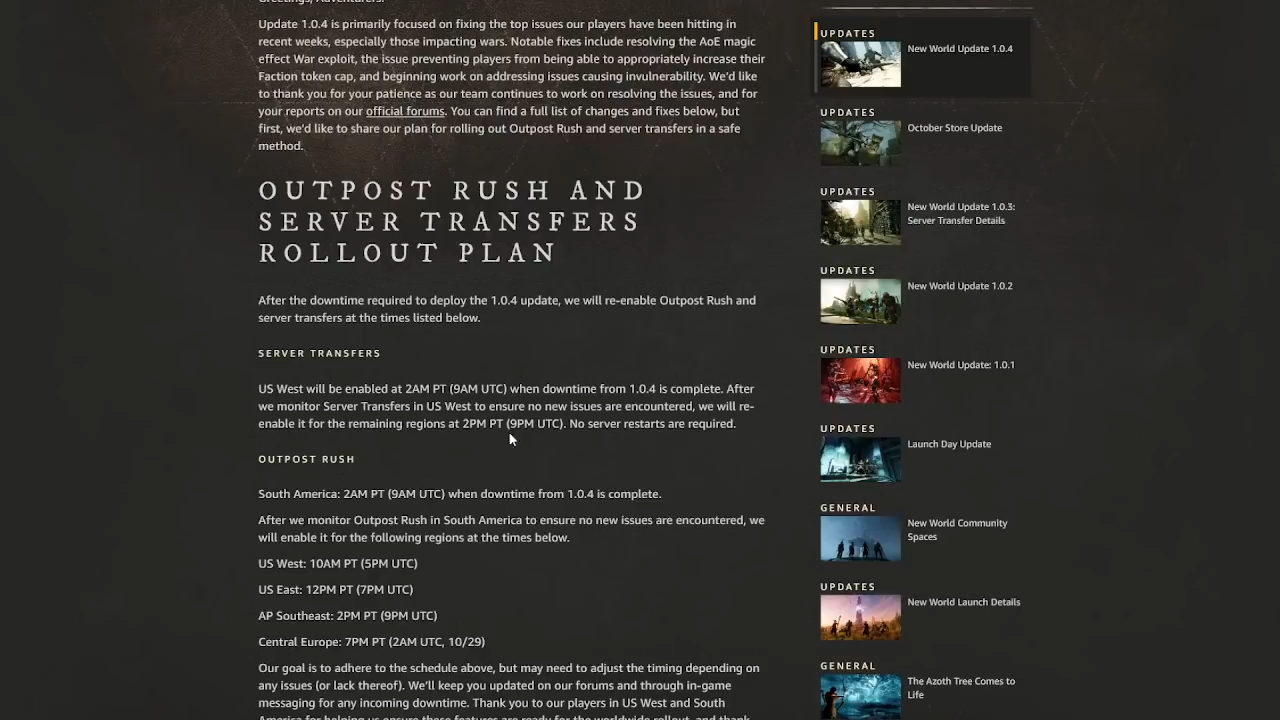 Greetings, Adventurers!
Update 1.0.4 is primarily focused on fixing the top issues our players have been hitting in
recent weeks, especially those impacting wars. Notable fixes include resolving the AoE magic
effect War exploit, the issue preventing players from being able to appropriately increase their
Faction token cap, and beginning work on addressing issues causing invulnerability. We’d like
to thank you for your patience as our team continues to work on resolving the issues, and for
your reports on our official forums. You can find a full list of changes and fixes below, but
first, we’d like to share our plan for rolling out Outpost Rush and server transfers in a safe
method.
OUTPOST RUSH AND
SERVER TRANSFERS
ROLLOUT PLAN
After the downtime required to deploy the 1.0.4 update, we will re-enable Outpost Rush and
server transfers at the times listed below.
SERVER TRANSFERS
US West will be enabled at 2AM PT (9AM UTC) when downtime from 1.0.4 is complete. After
we monitor Server Transfers in US West to ensure no new issues are encountered, we will re-
enable it for the remaining regions at 2PM PT (9PM UTC). No server restarts are required.
OUTPOST RUSH
South America: 2AM PT (9AM UTC) when downtime from 1.0.4 is complete.
After we monitor Outpost Rush in South America to ensure no new issues are encountered, we
will enable it for the following regions at the times below.
US West: 10AM PT (5PM UTC)
US East: 12PM PT (7PM UTC)
AP Southeast: 2PM PT (9PM UTC)
Central Europe: 7PM PT (2AM UTC, 10/29)
Our goal is to adhere to the schedule above, but may need to adjust the timing depending on
any issues (or lack thereof). We’ll keep you updated on our forums and through in-game
messaging for any incoming downtime. Thank you to our players in US West and South
America for helping us ensure these features are ready for the worldwide rollout, and thank
UPDATES
New World Update 1.0.4
UPDATES
October Store Update
UPDATES
New World Update 1.0.3:
Server Transfer Details
UPDATES
New World Update 1.0.2
UPDATES
New World Update: 1.0.1
UPDATES
Launch Day Update
GENERAL
New World Community
Spaces
UPDATES
New World Launch Details
GENERAL
The Azoth Tree Comes to
Life